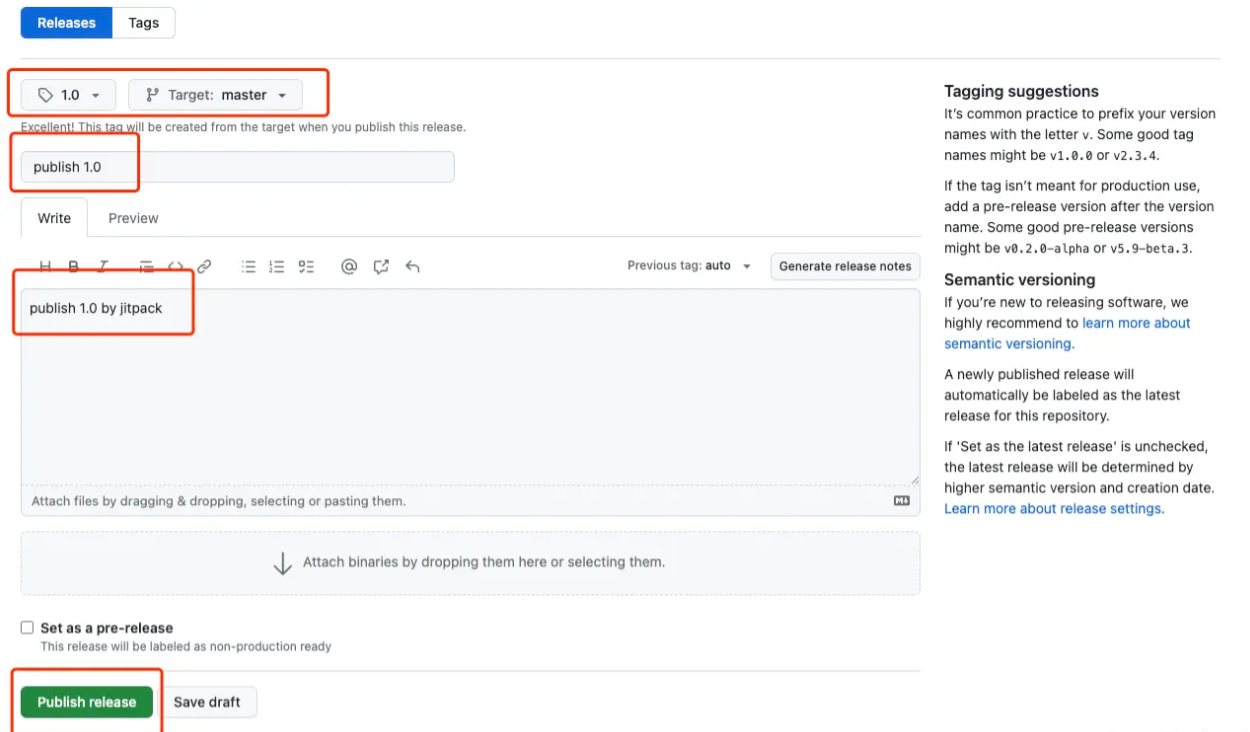 Releases Tags
1.0 Target: master
Excellent! This tag will be created from the target when you publish this release.
publish 1.0
Write Preview
H B I Previous tag: auto Generate release notes
publish 1.0 by jitpack
Attach files by dragging & dropping, selecting or pasting them.
Attach binaries by dropping them here or selecting them.
Set as a pre-release
This release will be labeled as non-production ready
Publish release Save draft
Tagging suggestions
It's common practice to prefix your version
names with the letter v. Some good tag
names might be v1.0.0 or v2.3.4.
If the tag isn't meant for production use,
add a pre-release version after the version
name. Some good pre-release versions
might be v0.2.0-alpha or v5.9-beta.3.
Semantic versioning
If you're new to releasing software, we
highly recommend to learn more about
semantic versioning.
A newly published release will
automatically be labeled as the latest
release for this repository.
If 'Set as the latest release' is unchecked,
the latest release will be determined by
higher semantic version and creation date.
Learn more about release settings.